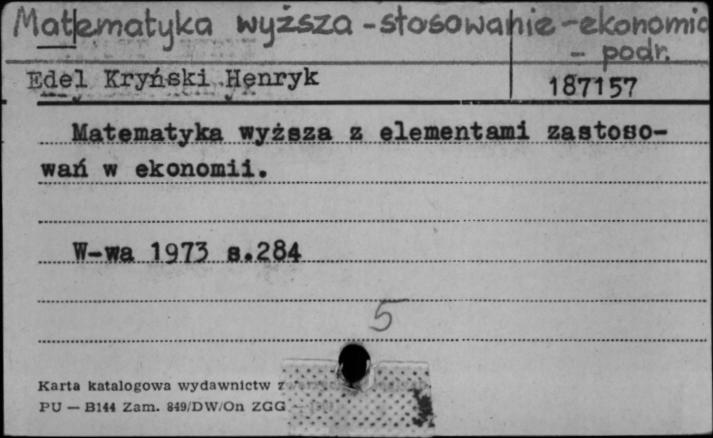 Matematyka wyższa - stosowanie - ekonomia
- podr.
Edel Kryński Henryk
187157
Matematyka wyższa z elementami zastoso-
wań w ekonomii.
W-wa 1973 s.284
5
Karta katalogowa wydawnictw z
PU — B144 Zam. 849/DW/On ZGG